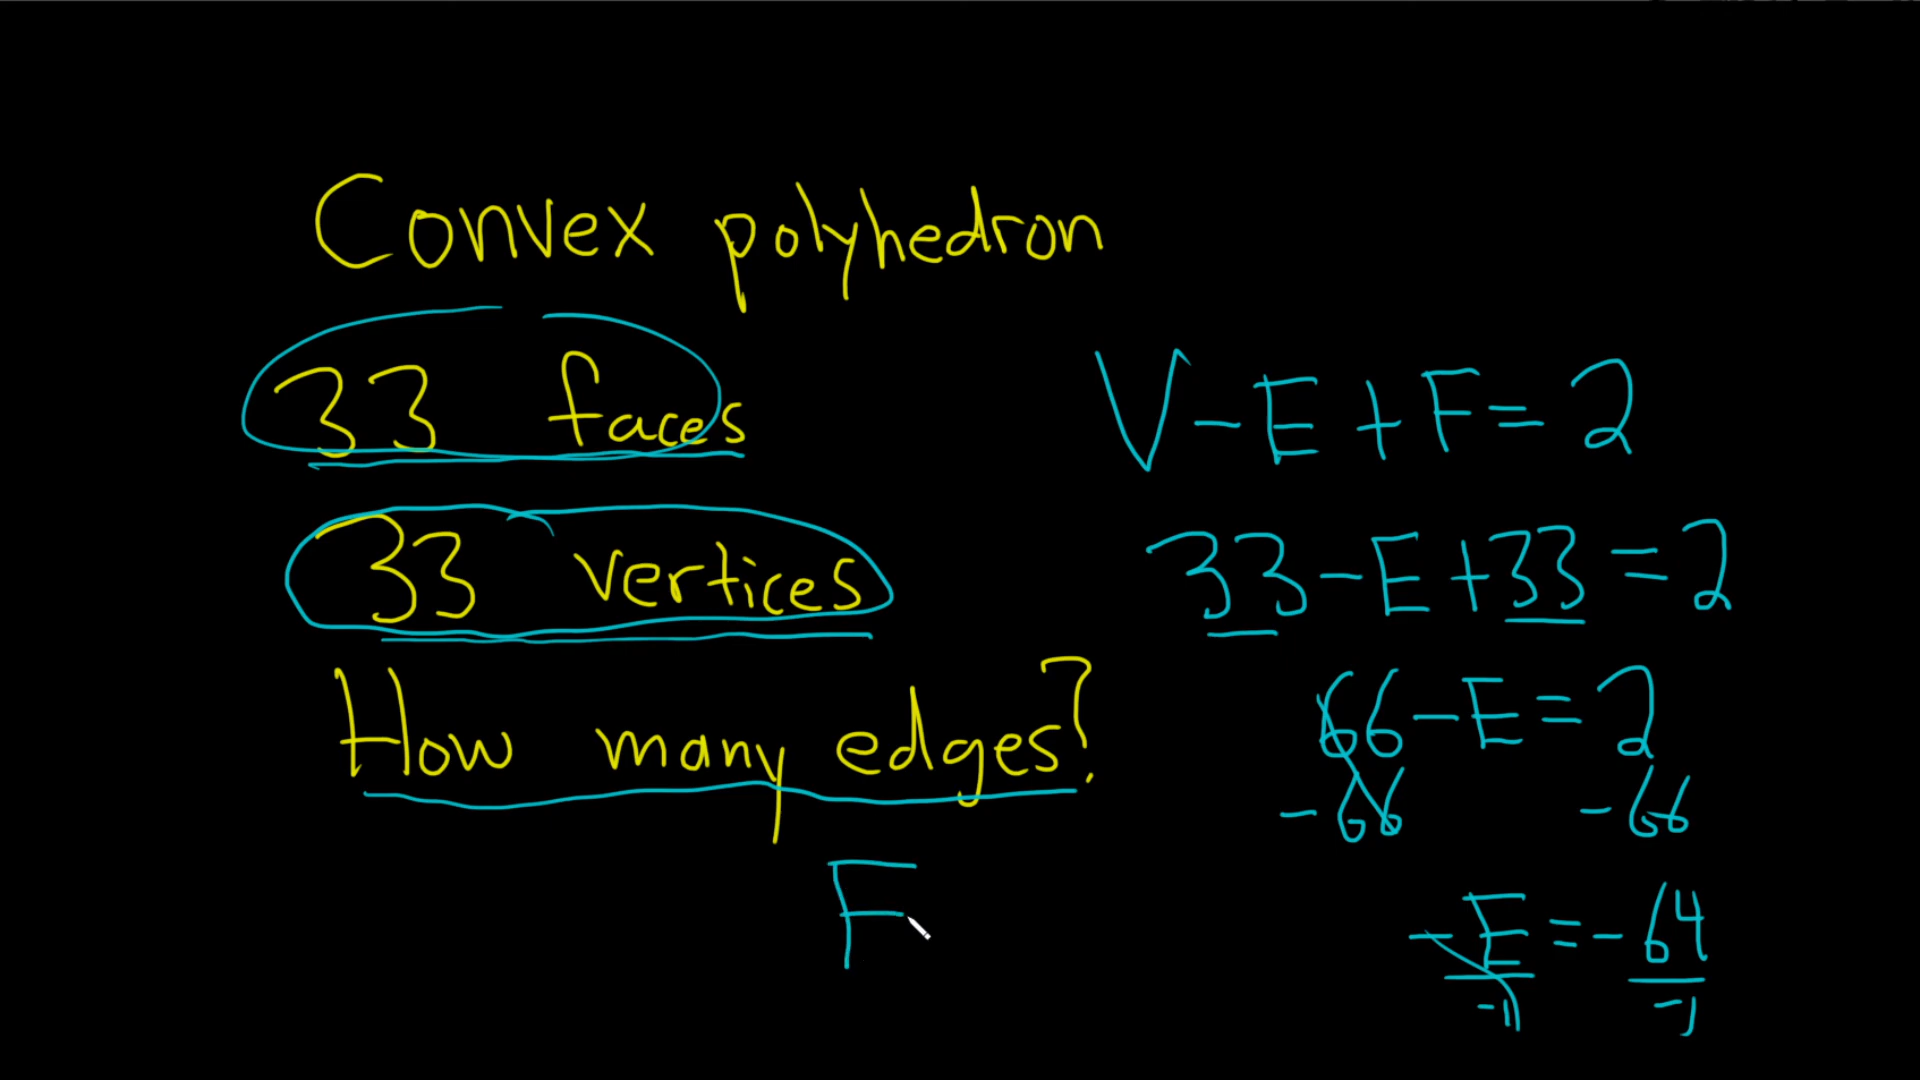 Convex polyhedron
33 faces
33 vertices
How many edges?
F
V-E+F=2
33-E+33=2
66-E=2
-66 -66
-E=-64
-1 -1